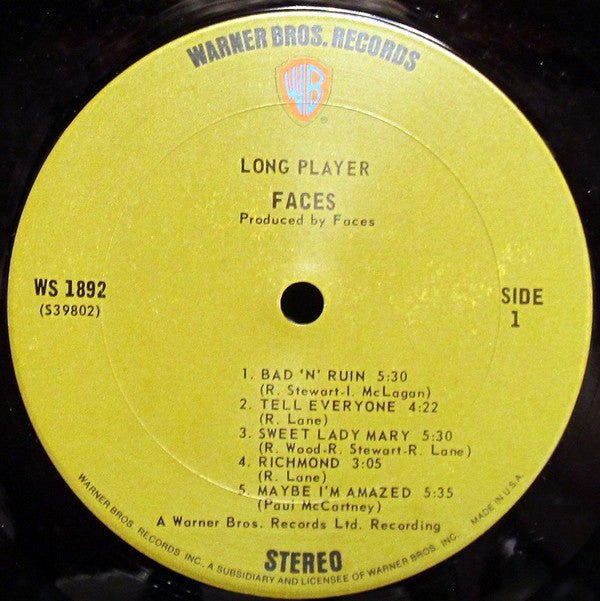 WARNER BROS. RECORDS
WB
®
LONG PLAYER
FACES
Produced by Faces
WS 1892
(S39802)
SIDE
1
1. BAD 'N' RUIN 5:30
(R. Stewart-I. McLagan)
2. TELL EVERYONE 4:22
(R. Lane)
3. SWEET LADY MARY 5:30
(R. Wood-R. Stewart-R. Lane)
4. RICHMOND 3:05
(R. Lane)
5. MAYBE I'M AMAZED 5:35
(Paul McCartney)
A Warner Bros. Records Ltd. Recording
STEREO
WARNER BROS. RECORDS INC. A SUBSIDIARY AND LICENSEE OF WARNER BROS. INC. MADE IN U.S.A.